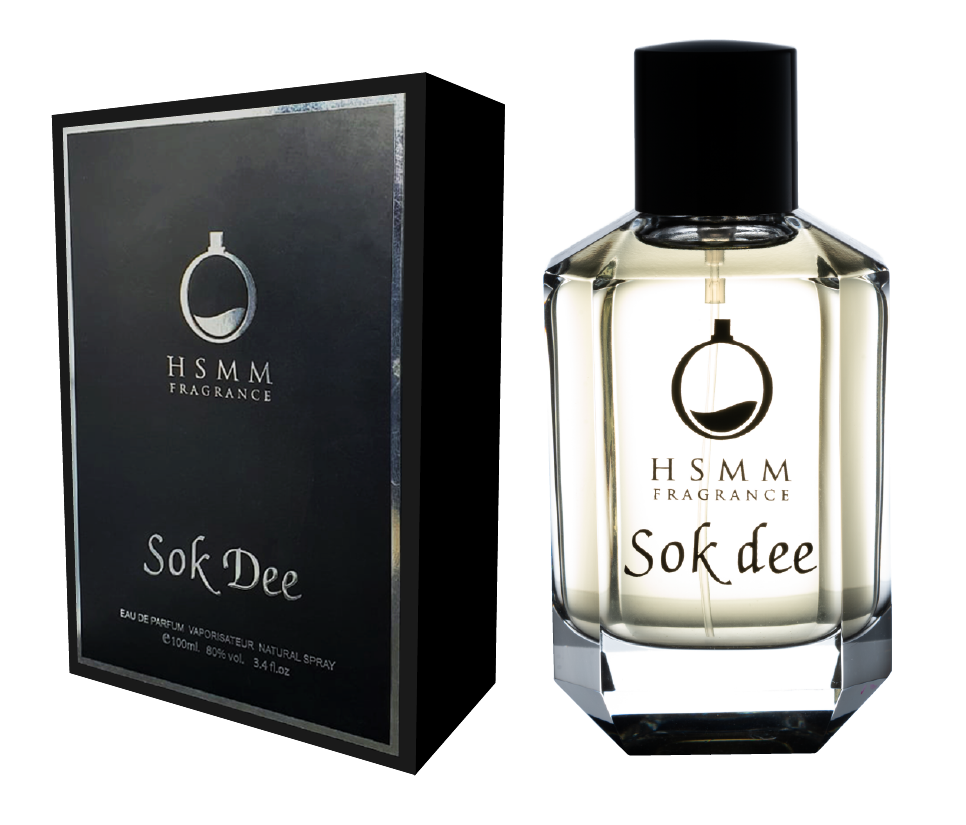 HSMM
FRAGRANCE
Sok Dee
EAU DE PARFUM VAPORISATEUR NATURAL SPRAY
℮100ml. 80% vol. 3.4 fl.oz
HSMM
FRAGRANCE
Sok dee